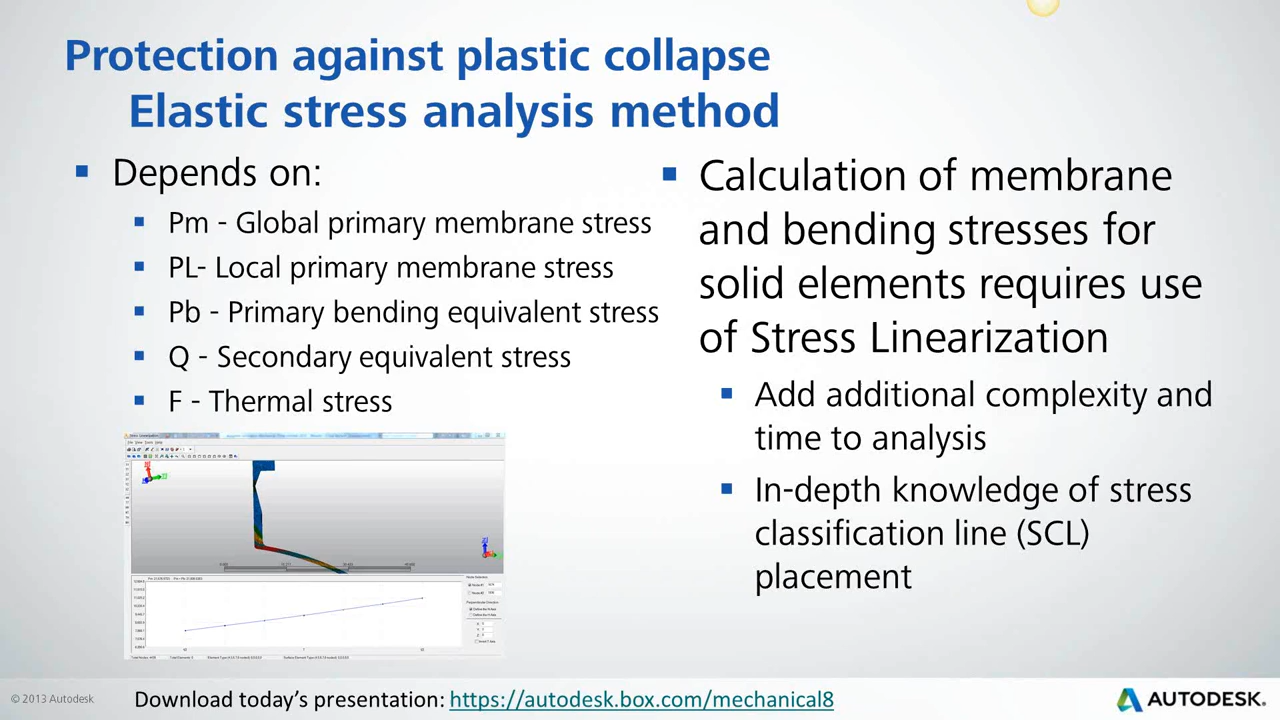 Protection against plastic collapse
Elastic stress analysis method
Depends on:
Pm - Global primary membrane stress
PL- Local primary membrane stress
Pb - Primary bending equivalent stress
Q - Secondary equivalent stress
F - Thermal stress
Calculation of membrane
and bending stresses for
solid elements requires use
of Stress Linearization
Add additional complexity and
time to analysis
In-depth knowledge of stress
classification line (SCL)
placement
© 2013 Autodesk
Download today's presentation: https://autodesk.box.com/mechanical8
AUTODESK.